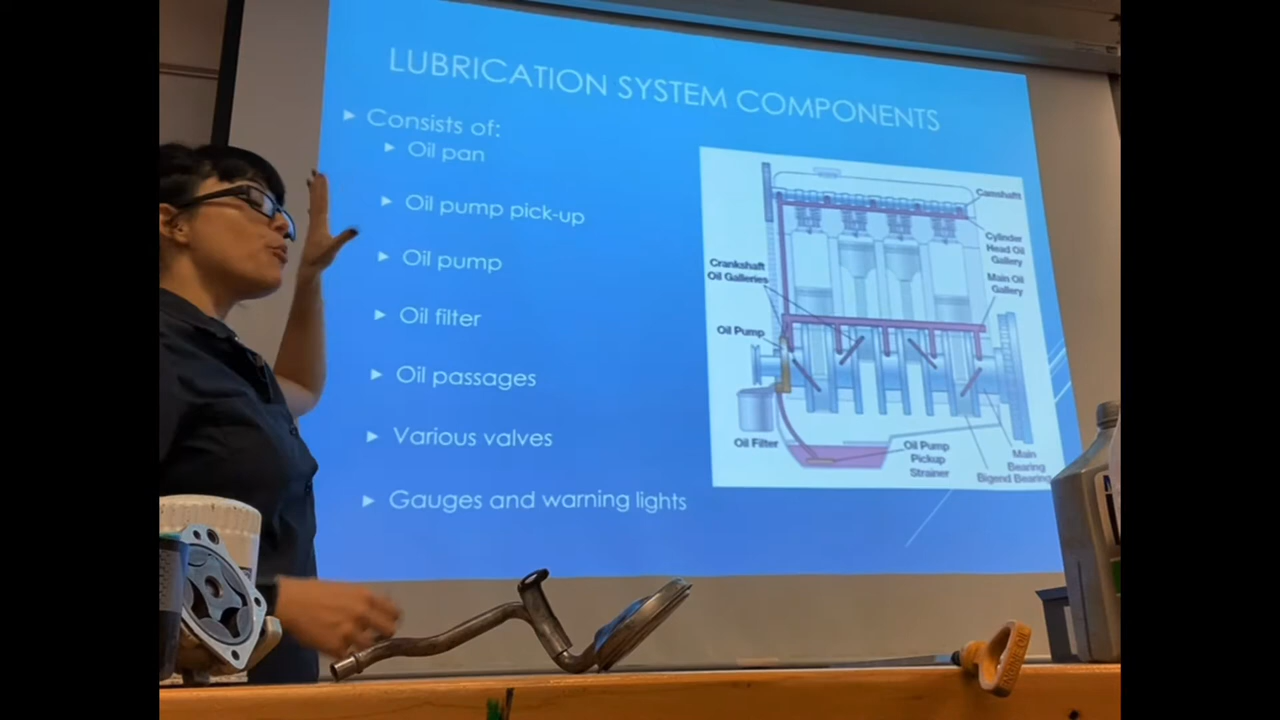 LUBRICATION SYSTEM COMPONENTS
Consists of:
Oil pan
Oil pump pick-up
Oil pump
Oil filter
Oil passages
Various valves
Gauges and warning lights
Camshaft
Cylinder
Head Oil
Gallery
Crankshaft
Oil Galleries
Main Oil
Gallery
Oil Pump
Oil Filter
Oil Pump
Pickup
Strainer
Main
Bearing
Bigend Bearing
ENGINE OIL